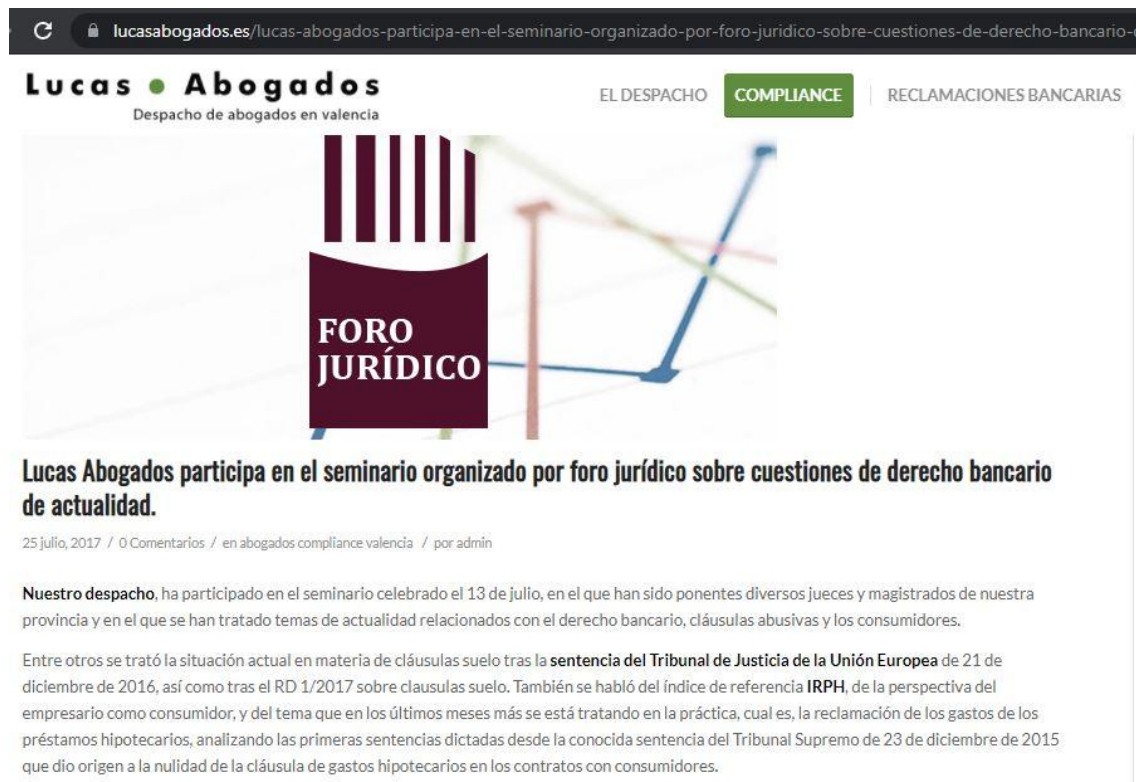 lucasabogados.es/lucas-abogados-participa-en-el-seminario-organizado-por-foro-juridico-sobre-cuestiones-de-derecho-bancario-
Lucas Abogados
Despacho de abogados en valencia
EL DESPACHO COMPLIANCE RECLAMACIONES BANCARIAS
FORO
JURÍDICO
Lucas Abogados participa en el seminario organizado por foro jurídico sobre cuestiones de derecho bancario
de actualidad.
25 julio, 2017 / 0 Comentarios / en abogados compliance valencia / por admin
Nuestro despacho, ha participado en el seminario celebrado el 13 de julio, en el que han sido ponentes diversos jueces y magistrados de nuestra
provincia y en el que se han tratado temas de actualidad relacionados con el derecho bancario, cláusulas abusivas y los consumidores.
Entre otros se trató la situación actual en materia de cláusulas suelo tras la sentencia del Tribunal de Justicia de la Unión Europea de 21 de
diciembre de 2016, así como tras el RD 1/2017 sobre clausulas suelo. También se habló del índice de referencia IRPH, de la perspectiva del
empresario como consumidor, y del tema que en los últimos meses más se está tratando en la práctica, cual es, la reclamación de los gastos de los
préstamos hipotecarios, analizando las primeras sentencias dictadas desde la conocida sentencia del Tribunal Supremo de 23 de diciembre de 2015
que dio origen a la nulidad de la cláusula de gastos hipotecarios en los contratos con consumidores.